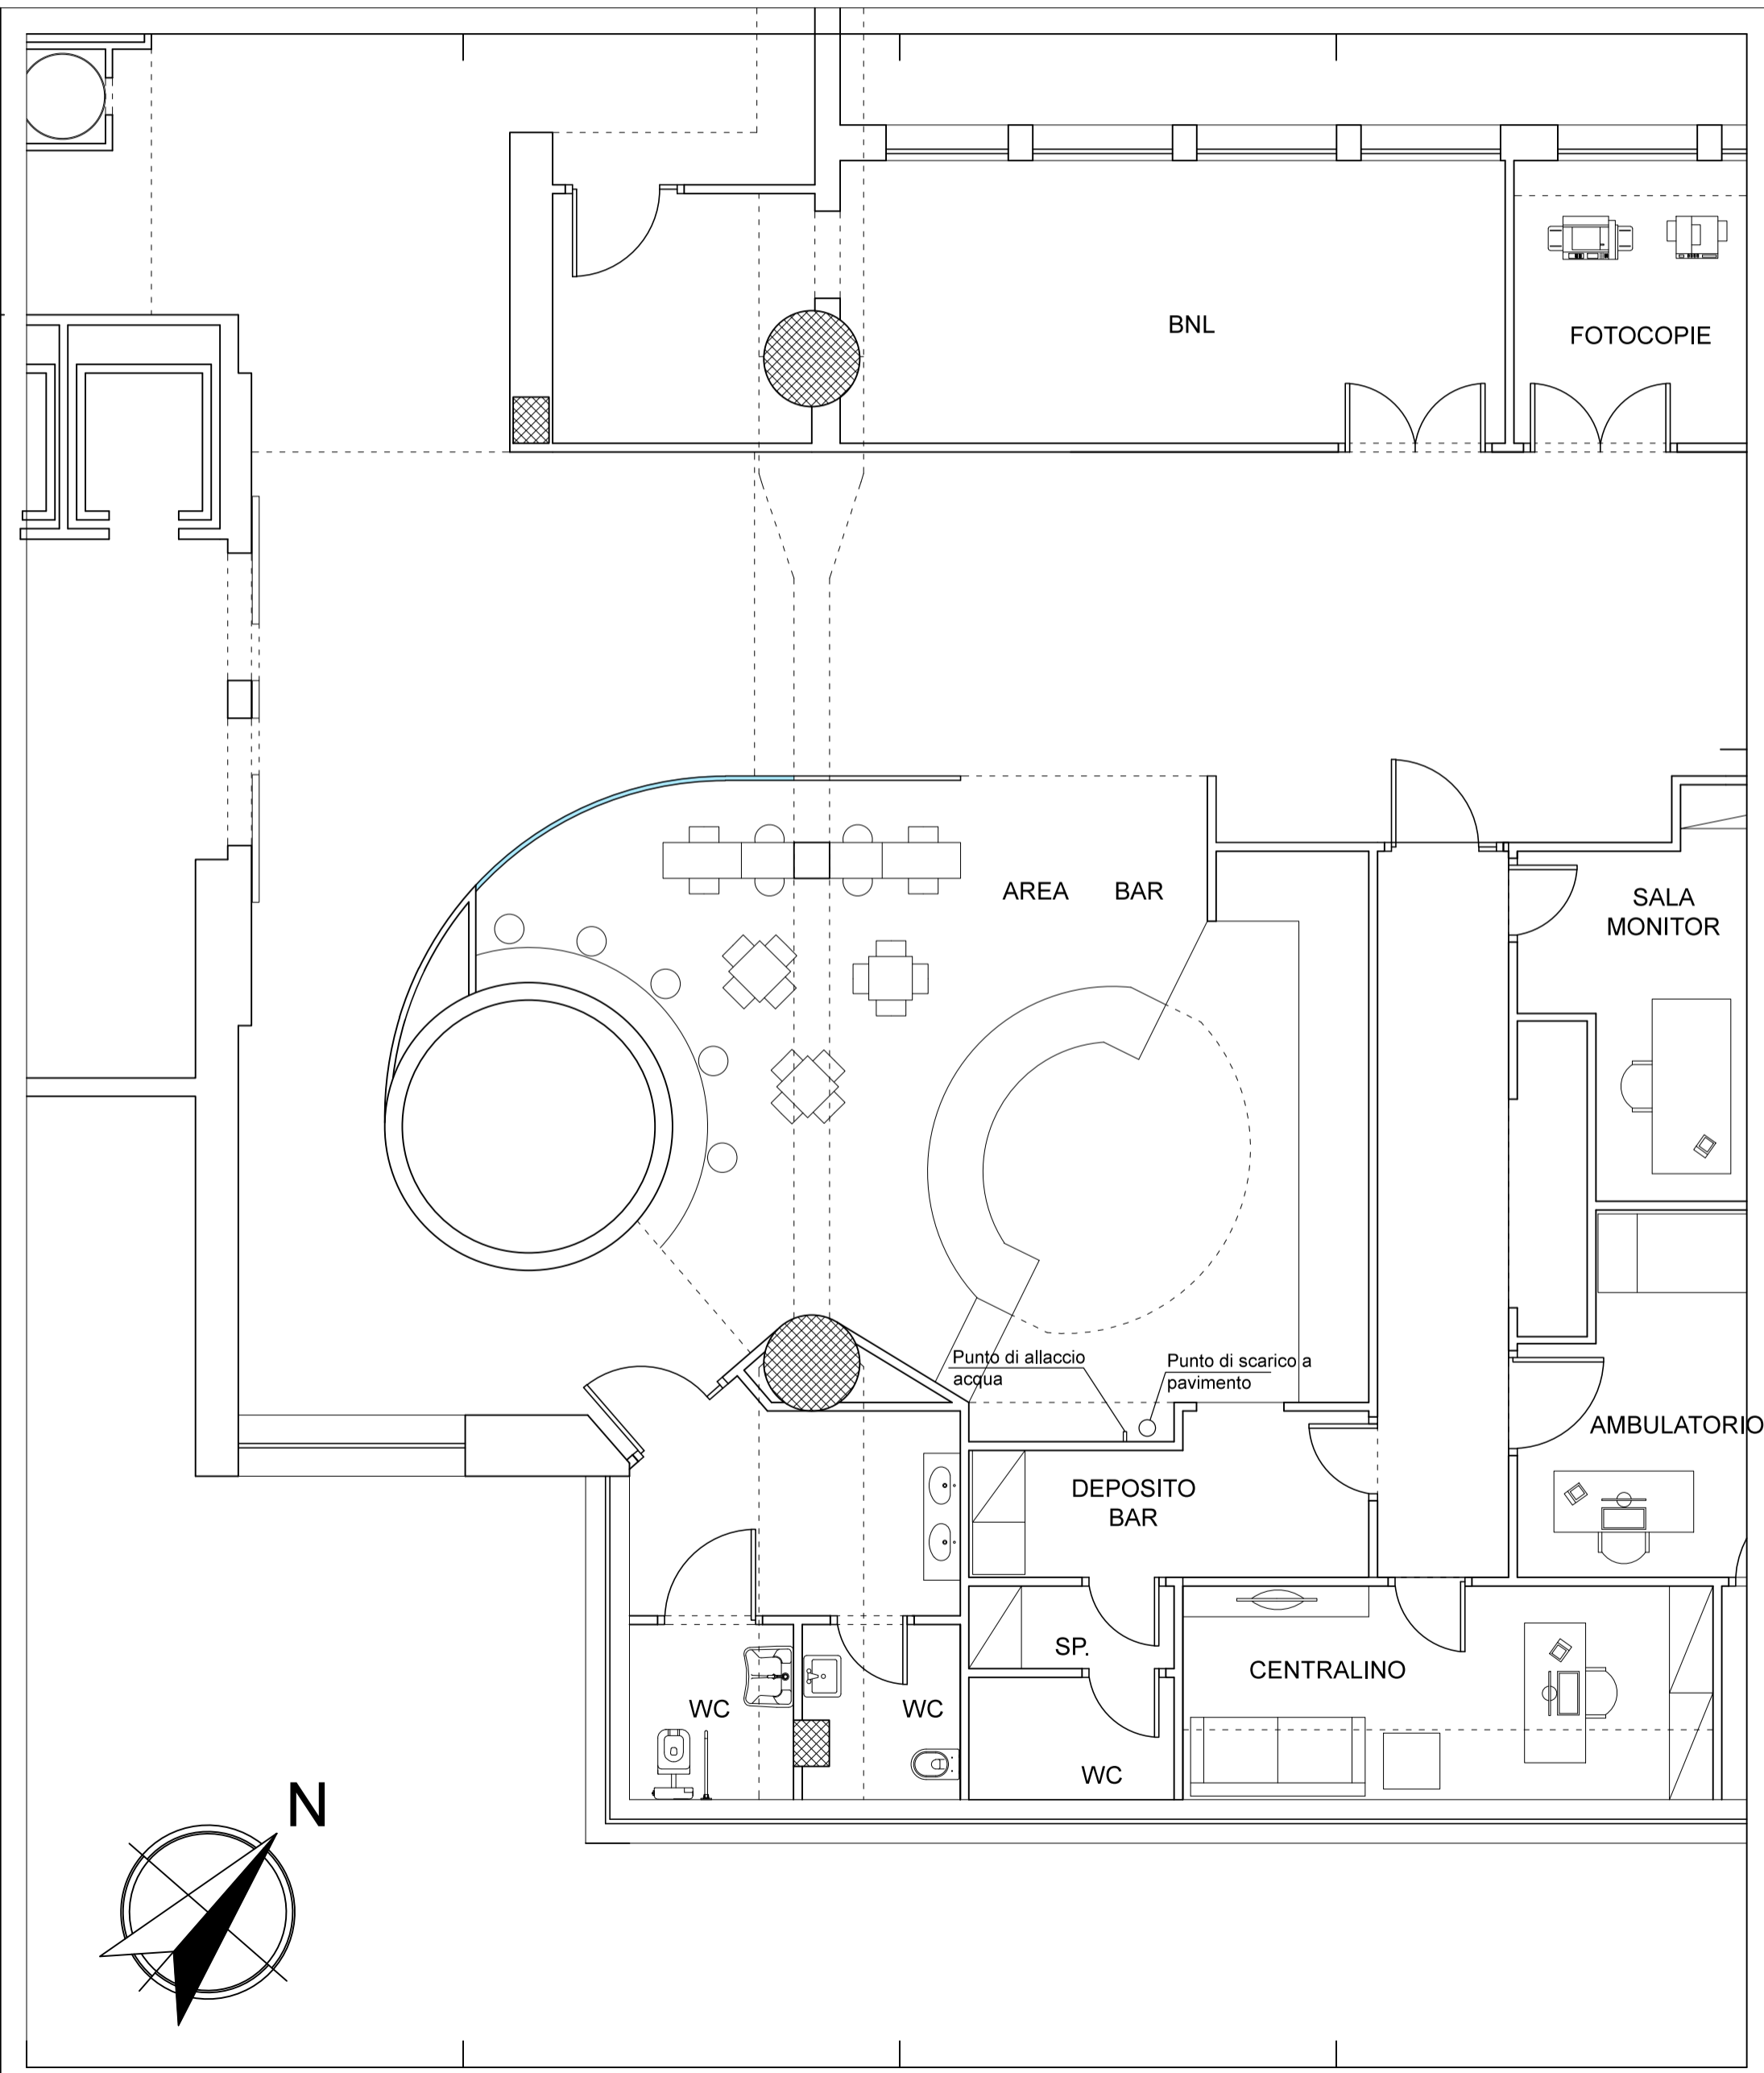 BNL
FOTOCOPIE
AREA BAR
SALA
MONITOR
Punto di allaccio
acqua
Punto di scarico a
pavimento
AMBULATORIO
DEPOSITO
BAR
SP.
CENTRALINO
WC
WC
WC
N